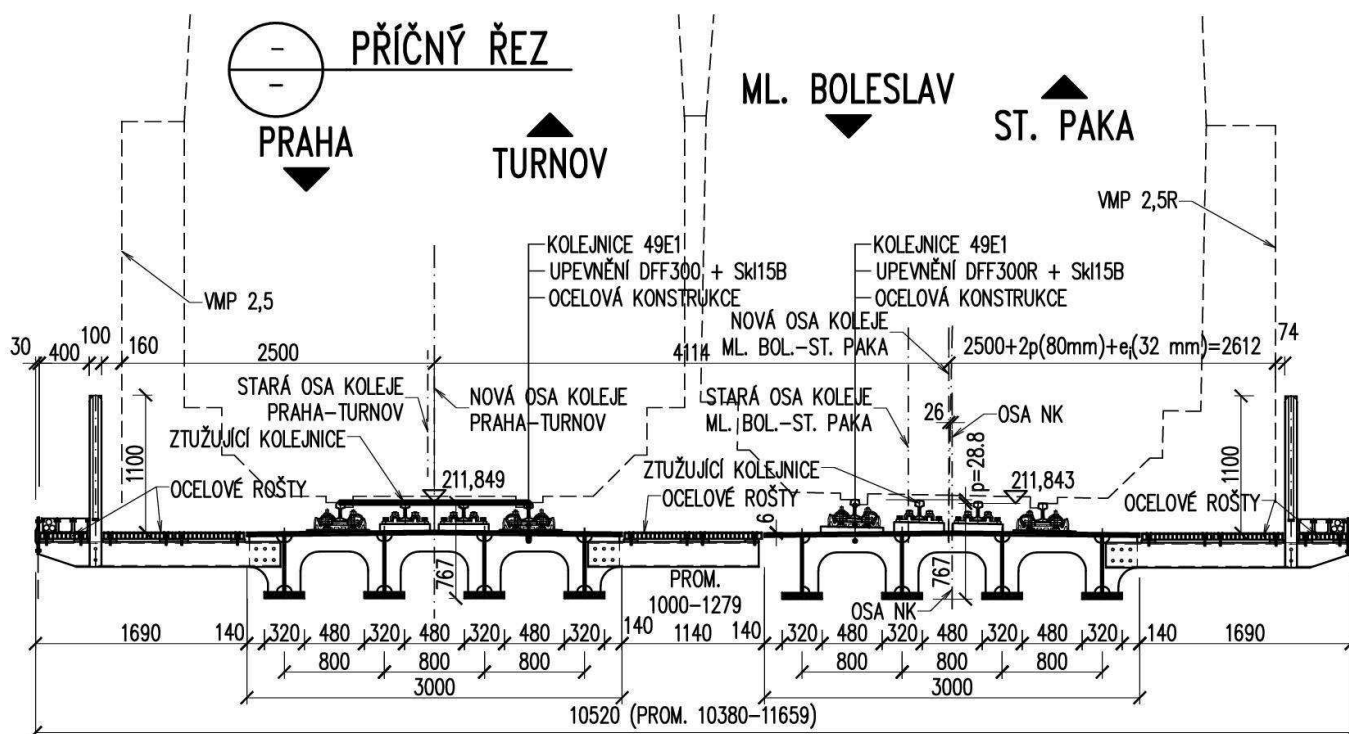 PŘÍČNÝ ŘEZ
-
-
PRAHA
TURNOV
ML. BOLESLAV
ST. PAKA
VMP 2,5R
KOLEJNICE 49E1
UPEVNĚNÍ DFF300 + Skl15B
OCELOVÁ KONSTRUKCE
KOLEJNICE 49E1
UPEVNĚNÍ DFF300R + Skl15B
OCELOVÁ KONSTRUKCE
VMP 2,5
NOVÁ OSA KOLEJE
ML. BOL.-ST. PAKA
30
400
100
160
2500
4114
2500+2p(80mm)+eᵢ(32 mm)=2612
74
STARÁ OSA KOLEJE
PRAHA-TURNOV
NOVÁ OSA KOLEJE
PRAHA-TURNOV
STARÁ OSA KOLEJE
ML. BOL.-ST. PAKA
26
OSA NK
1100
ZTUŽUJÍCÍ KOLEJNICE
ZTUŽUJÍCÍ KOLEJNICE
p=28.8
1100
OCELOVÉ ROŠTY
211,849
OCELOVÉ ROŠTY
211,843
OCELOVÉ ROŠTY
6
767
PROM.
1000-1279
767
OSA NK
1690
140
320
480
320
480
320
480
320
140
1140
140
320
480
320
480
320
480
320
140
1690
800
800
800
800
800
800
3000
3000
10520 (PROM. 10380-11659)